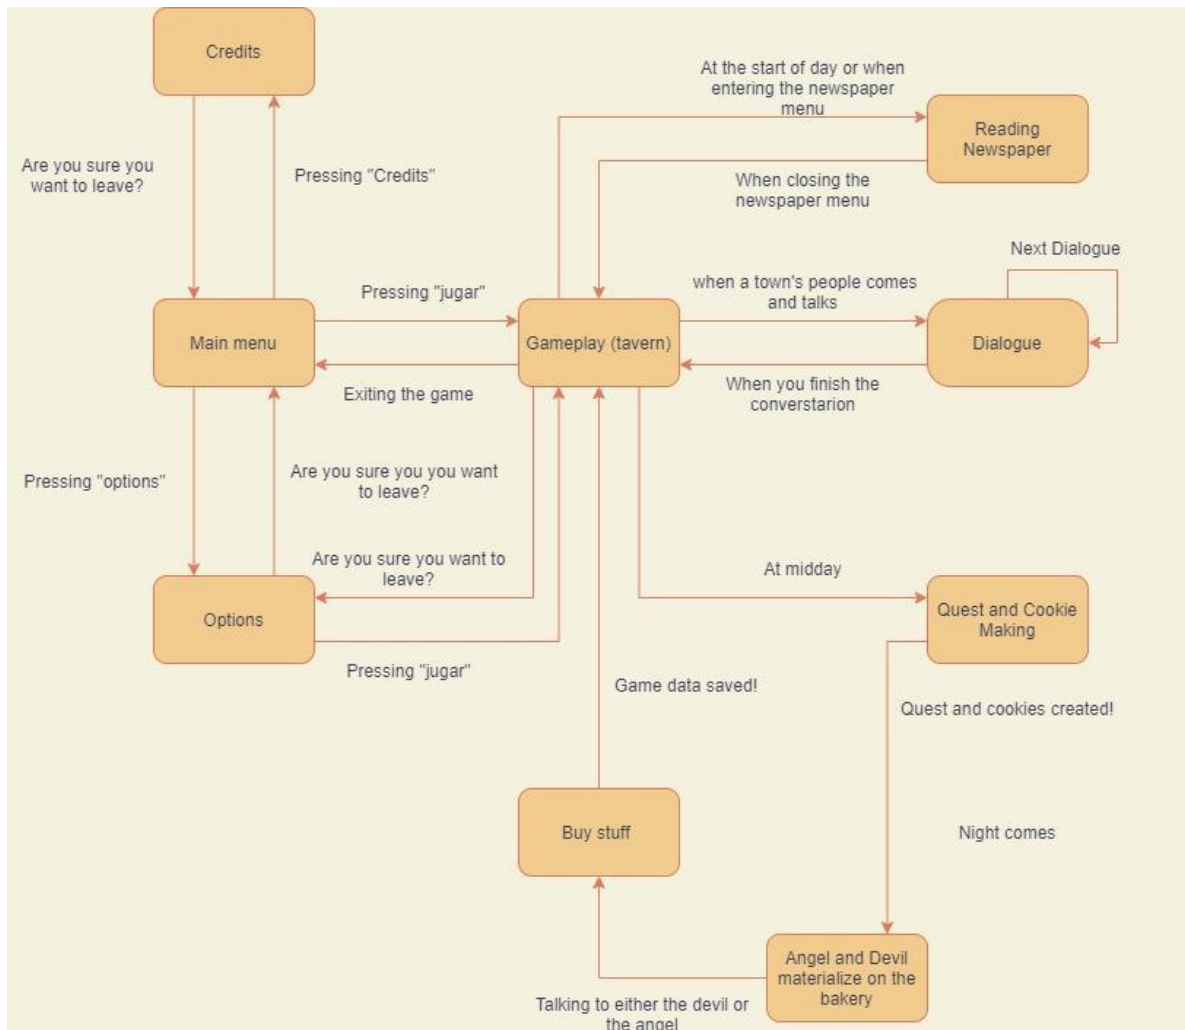 Credits
At the start of day or when
entering the newspaper
menu
Reading
Newspaper
Are you sure you
want to leave?
Pressing "Credits"
When closing the
newspaper menu
Next Dialogue
Pressing "jugar"
when a town's people comes
and talks
Main menu
Gameplay (tavern)
Dialogue
Exiting the game
When you finish the
converstarion
Pressing "options"
Are you sure you you want
to leave?
Are you sure you want to
leave?
At midday
Options
Quest and Cookie
Making
Pressing "jugar"
Game data saved!
Quest and cookies created!
Buy stuff
Night comes
Angel and Devil
materialize on the
bakery
Talking to either the devil or
the angel